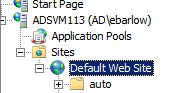 Start Page
ADSVM113 (AD\ebarlow)
Application Pools
Sites
Default Web Site
auto